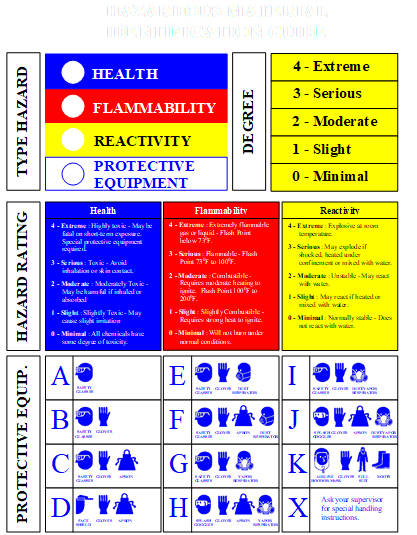 HAZARDOUS MATERIAL
IDENTIFICATION GUIDE
TYPE HAZARD
HEALTH
FLAMMABILITY
REACTIVITY
PROTECTIVE
EQUIPMENT
DEGREE
4 - Extreme
3 - Serious
2 - Moderate
1 - Slight
0 - Minimal
HAZARD RATING
Health
4 - Extreme : Highly toxic - May be
fatal on short-term exposure.
Special protective equipment
required.
3 - Serious : Toxic - Avoid
inhalation or skin contact.
2 - Moderate : Moderately Toxic -
May be harmful if inhaled or
absorbed
1 - Slight : Slightly Toxic - May
cause slight irritation
0 - Minimal : All chemicals have
some degree of toxicity.
Flammability
4 - Extreme : Extremely flammable
gas or liquid - Flash Point
below 73°F.
3 - Serious : Flammable - Flash
Point 73°F to 100°F.
2 -Moderate : Combustible -
Requires moderate heating to
ignite. Flash Point 100°F to
200°F.
1 - Slight : Slightly Combustible -
Requires strong heat to ignite.
0 - Minimal : Will not burn under
normal conditions.
Reactivity
4 - Extreme : Explosive at room
temperature.
3 - Serious : May explode if
shocked, heated under
confinement or mixed with water.
2 - Moderate : Unstable - May react
with water.
1 - Slight : May react if heated or
mixed with water.
0 - Minimal : Normally stable - Does
not react with water.
PROTECTIVE EQUIP.
A
SAFETY
GLASSES
B
SAFETY
GLASSES
GLOVES
C
SAFETY
GLASSES
GLOVES
APRON
D
FACE
SHIELD
GLOVES
APRON
E
SAFETY
GLASSES
GLOVES
DUST
RESPIRATOR
F
SAFETY
GLASSES
GLOVES
APRON
DUST
RESPIRATOR
G
SAFETY
GLASSES
GLOVES
VAPOR
RESPIRATOR
H
SPLASH
GOGGLES
GLOVES
APRON
VAPOR
RESPIRATOR
I
SAFETY
GLASSES
GLOVES
DUST/VAPOR
RESPIRATOR
J
SPLASH
GOGGLES
GLOVES
APRON
DUST/VAPOR
RESPIRATOR
K
AIRLINE
HOOD OR MASK
GLOVES
FULL
SUIT
BOOTS
X
Ask your supervisor
for special handling
instructions.